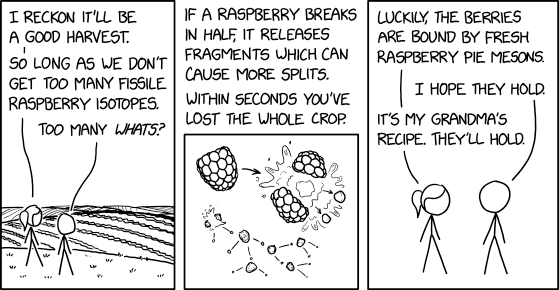 I RECKON IT'LL BE
A GOOD HARVEST.
SO LONG AS WE DON'T
GET TOO MANY FISSILE
RASPBERRY ISOTOPES.
TOO MANY WHATS?
IF A RASPBERRY BREAKS
IN HALF, IT RELEASES
FRAGMENTS WHICH CAN
CAUSE MORE SPLITS.
WITHIN SECONDS YOU'VE
LOST THE WHOLE CROP.
LUCKILY, THE BERRIES
ARE BOUND BY FRESH
RASPBERRY PIE MESONS.
I HOPE THEY HOLD.
IT'S MY GRANDMA'S
RECIPE. THEY'LL HOLD.